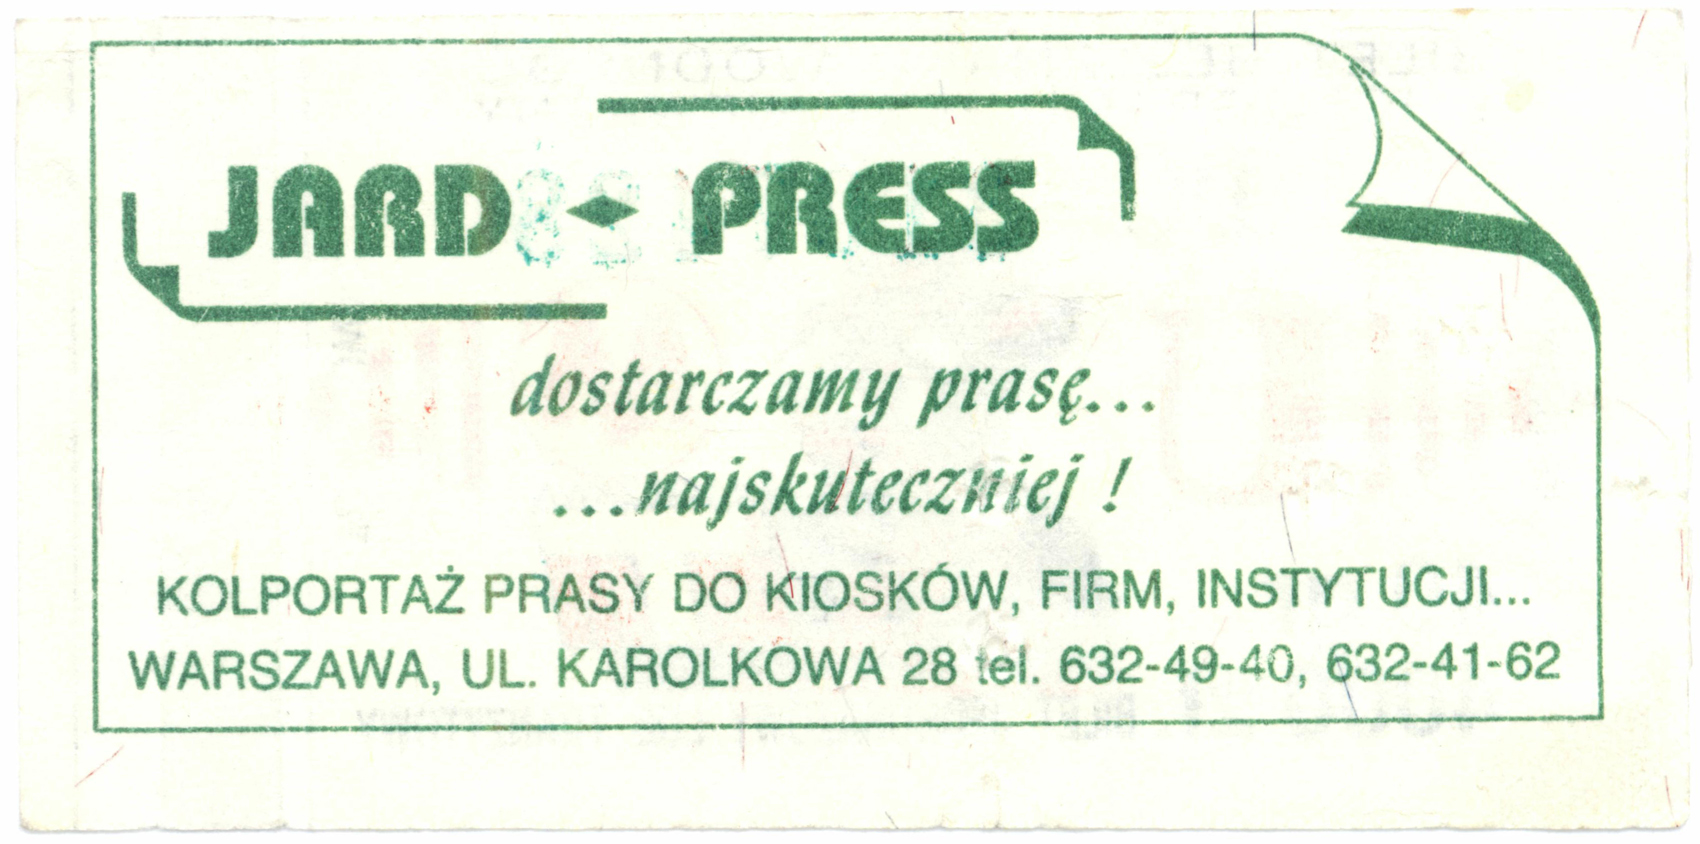 JARD PRESS
dostarczamy prasę...
...najskuteczniej !
KOLPORTAŻ PRASY DO KIOSKÓW, FIRM, INSTYTUCJI...
WARSZAWA, UL. KAROLKOWA 28 tel. 632-49-40, 632-41-62